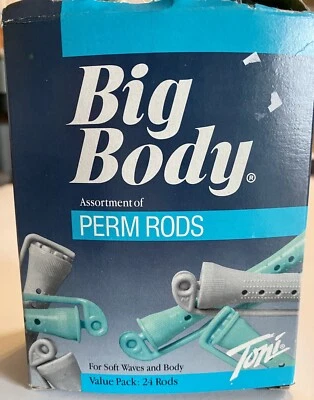 Big
Body®
Assortment of
PERM RODS
For Soft Waves and Body
Value Pack: 24 Rods
Toni®